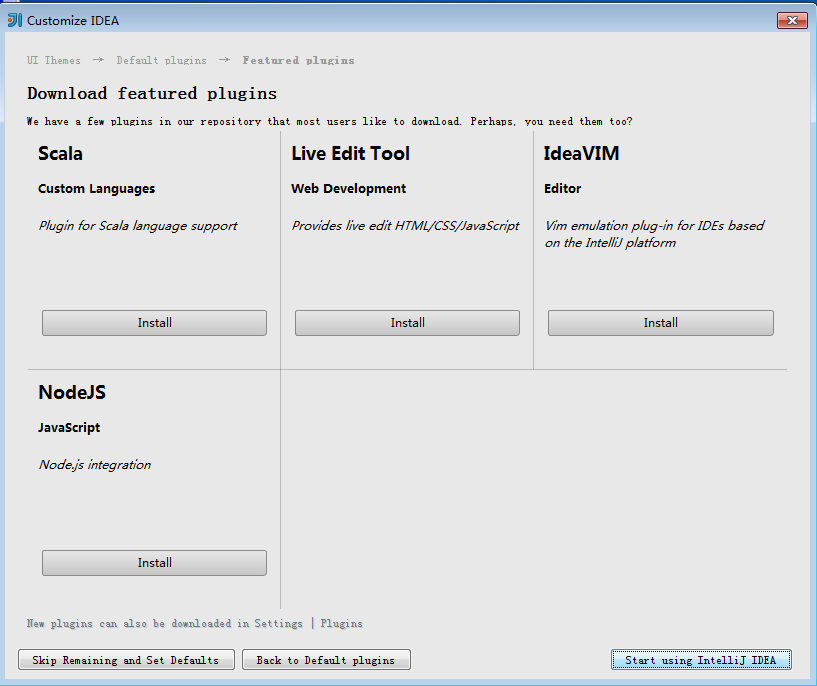 Customize IDEA
UI Themes → Default plugins → Featured plugins
Download featured plugins
We have a few plugins in our repository that most users like to download. Perhaps, you need them too?
Scala
Custom Languages
Plugin for Scala language support
Install
Live Edit Tool
Web Development
Provides live edit HTML/CSS/JavaScript
Install
IdeaVIM
Editor
Vim emulation plug-in for IDEs based
on the IntelliJ platform
Install
NodeJS
JavaScript
Node.js integration
Install
New plugins can also be downloaded in Settings | Plugins
Skip Remaining and Set Defaults
Back to Default plugins
Start using IntelliJ IDEA